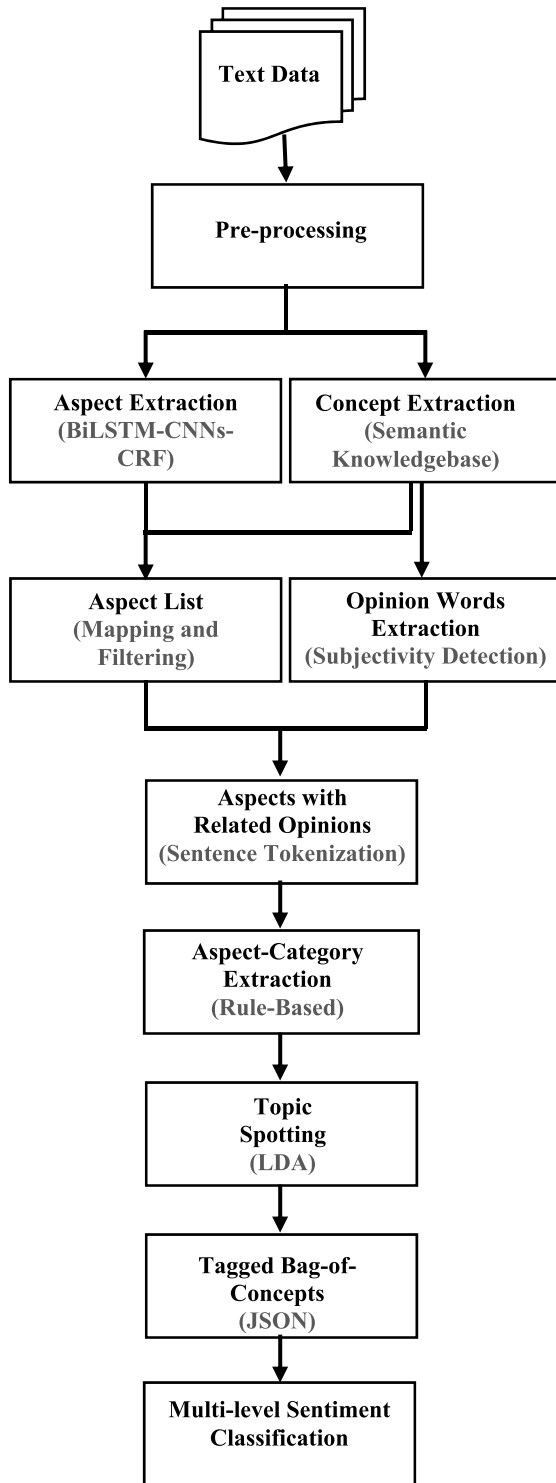 Text Data
Pre-processing
Aspect Extraction
(BiLSTM-CNNs-
CRF)
Concept Extraction
(Semantic
Knowledgebase)
Aspect List
(Mapping and
Filtering)
Opinion Words
Extraction
(Subjectivity Detection)
Aspects with
Related Opinions
(Sentence Tokenization)
Aspect-Category
Extraction
(Rule-Based)
Topic
Spotting
(LDA)
Tagged Bag-of-
Concepts
(JSON)
Multi-level Sentiment
Classification